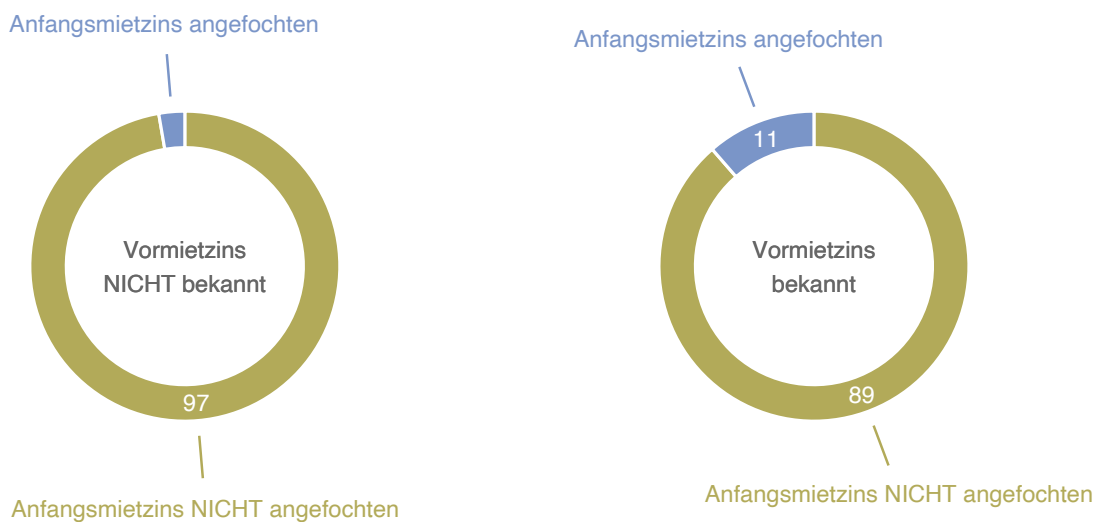 Anfangsmietzins angefochten
Vormietzins
NICHT bekannt
97
Anfangsmietzins NICHT angefochten
Anfangsmietzins angefochten
11
Vormietzins
bekannt
89
Anfangsmietzins NICHT angefochten